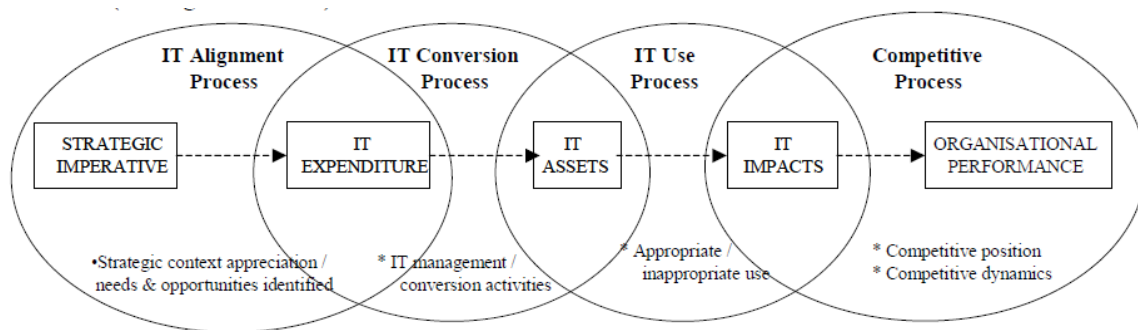 IT Alignment
Process
IT Conversion
Process
IT Use
Process
Competitive
Process
STRATEGIC
IMPERATIVE
IT
EXPENDITURE
IT
ASSETS
IT
IMPACTS
ORGANISATIONAL
PERFORMANCE
•Strategic context appreciation /
needs & opportunities identified
* IT management /
conversion activities
* Appropriate /
inappropriate use
* Competitive position
* Competitive dynamics